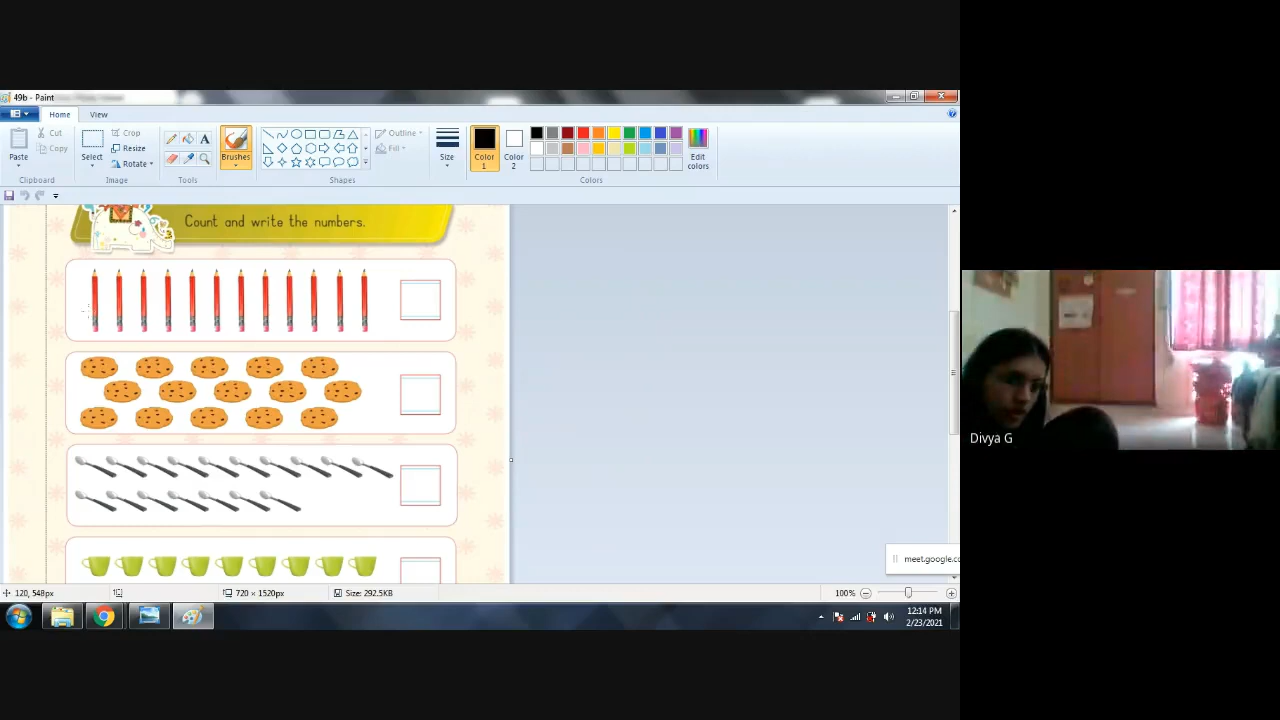 49b - Paint
Home
View
Paste
Cut
Copy
Clipboard
Select
Crop
Resize
Rotate
Image
A
Tools
Brushes
Shapes
Outline
Fill
Size
Color
1
Color
2
Edit
colors
Colors
Count and write the numbers.
Divya G
meet.google.co
120, 548px
720 × 1520px
Size: 292.5KB
100%
12:14 PM
2/23/2021